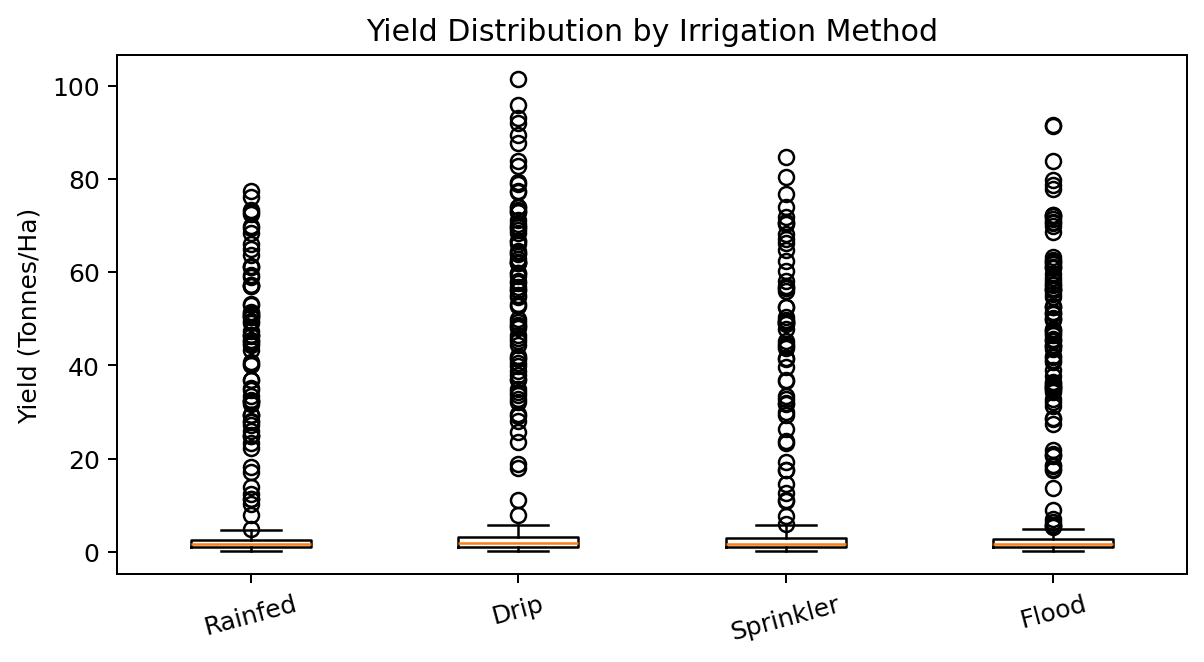 Yield Distribution by Irrigation Method
Yield (Tonnes/Ha)
100
80
60
40
20
0
Rainfed
Drip
Sprinkler
Flood